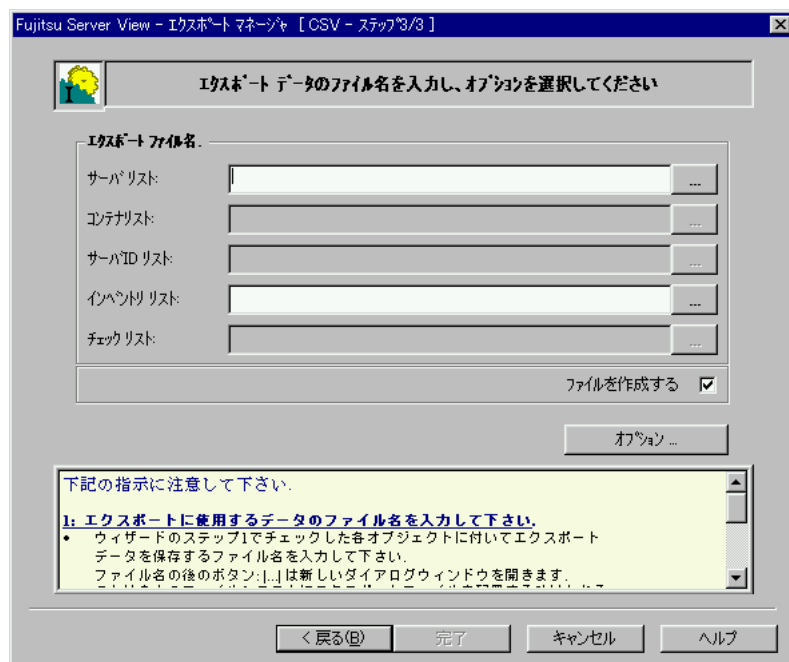 Fujitsu Server View - ｴｸｽﾎﾟｰﾄ ﾏﾈｰｼﾞｬ [ CSV - ｽﾃｯﾌﾟ3/3 ]
ｴｸｽﾎﾟｰﾄ ﾃﾞｰﾀのﾌｧｲﾙ名を入力し、ｵﾌﾟｼｮﾝを選択してください
ｴｸｽﾎﾟｰﾄ ﾌｧｲﾙ名.
ｻｰﾊﾞ ﾘｽﾄ:
...
ｺﾝﾃﾅﾘｽﾄ:
...
ｻｰﾊﾞID ﾘｽﾄ:
...
ｲﾝﾍﾞﾝﾄﾘ ﾘｽﾄ:
...
ﾁｪｯｸ ﾘｽﾄ:
...
ﾌｧｲﾙを作成する
ｵﾌﾟｼｮﾝ ...
下記の指示に注意して下さい.
1: エクスポートに使用するデータのファイル名を入力して下さい.
• ウィザードのステップ1でチェックした各オブジェクトに付いてエクスポート
データを保存するファイル名を入力して下さい.
ファイル名の後のボタン:[...] は新しいダイアログウィンドウを開きます.
< 戻る(B)
完了
キャンセル
ヘルプ